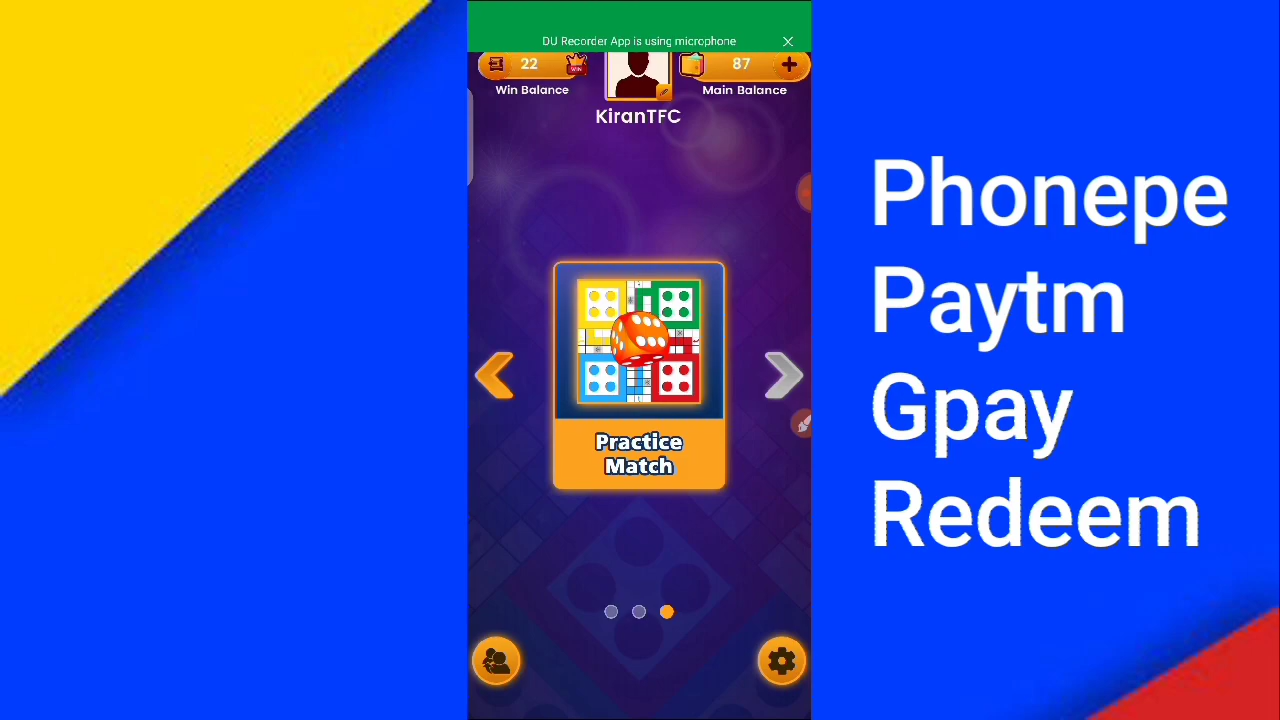 DU Recorder App is using microphone
22
WIN
87
Win Balance
Main Balance
KiranTFC
Practice
Match
Phonepe
Paytm
Gpay
Redeem